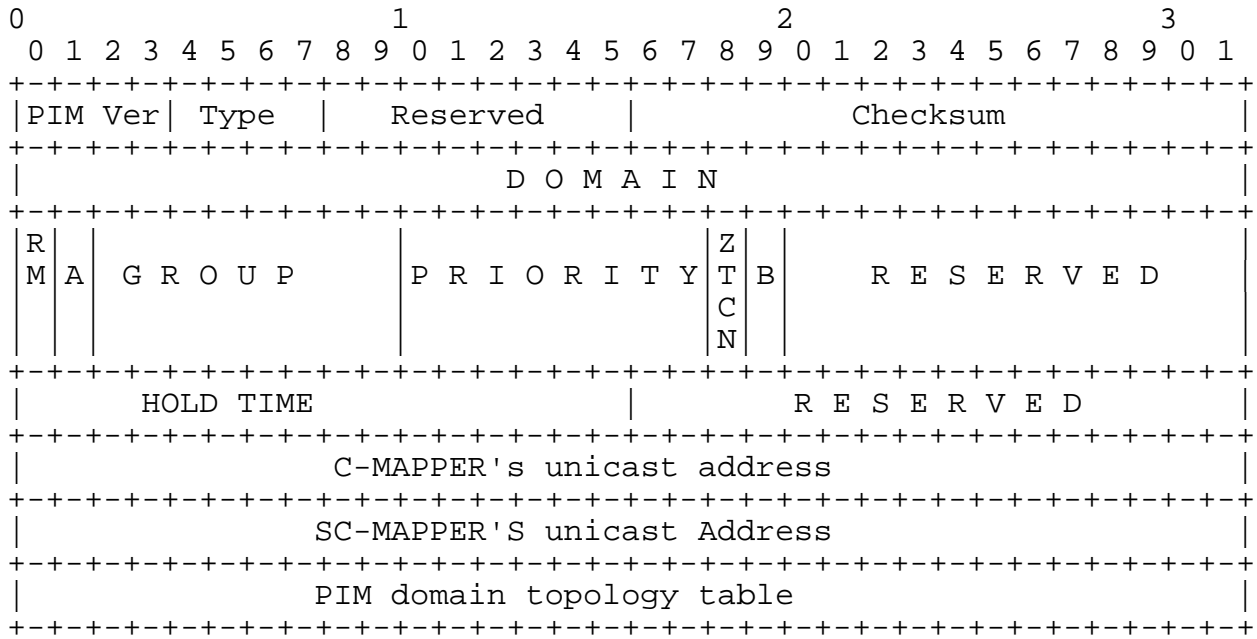 0                   1                   2                   3
 0 1 2 3 4 5 6 7 8 9 0 1 2 3 4 5 6 7 8 9 0 1 2 3 4 5 6 7 8 9 0 1
+-+-+-+-+-+-+-+-+-+-+-+-+-+-+-+-+-+-+-+-+-+-+-+-+-+-+-+-+-+-+-+-+
|PIM Ver| Type  |   Reserved    |           Checksum            |
+-+-+-+-+-+-+-+-+-+-+-+-+-+-+-+-+-+-+-+-+-+-+-+-+-+-+-+-+-+-+-+-+
|                         D O M A I N                           |
+-+-+-+-+-+-+-+-+-+-+-+-+-+-+-+-+-+-+-+-+-+-+-+-+-+-+-+-+-+-+-+-+
|R| |               |               |Z| |                       |
|M|A| G R O U P     |P R I O R I T Y|T|B|    R E S E R V E D    |
| | |               |               |C| |                       |
| | |               |               |N| |                       |
+-+-+-+-+-+-+-+-+-+-+-+-+-+-+-+-+-+-+-+-+-+-+-+-+-+-+-+-+-+-+-+-+
|      HOLD TIME                |        R E S E R V E D        |
+-+-+-+-+-+-+-+-+-+-+-+-+-+-+-+-+-+-+-+-+-+-+-+-+-+-+-+-+-+-+-+-+
|                C-MAPPER's unicast address                     |
+-+-+-+-+-+-+-+-+-+-+-+-+-+-+-+-+-+-+-+-+-+-+-+-+-+-+-+-+-+-+-+-+
|               SC-MAPPER'S unicast Address                     |
+-+-+-+-+-+-+-+-+-+-+-+-+-+-+-+-+-+-+-+-+-+-+-+-+-+-+-+-+-+-+-+-+
|               PIM domain topology table                       |
+-+-+-+-+-+-+-+-+-+-+-+-+-+-+-+-+-+-+-+-+-+-+-+-+-+-+-+-+-+-+-+-+